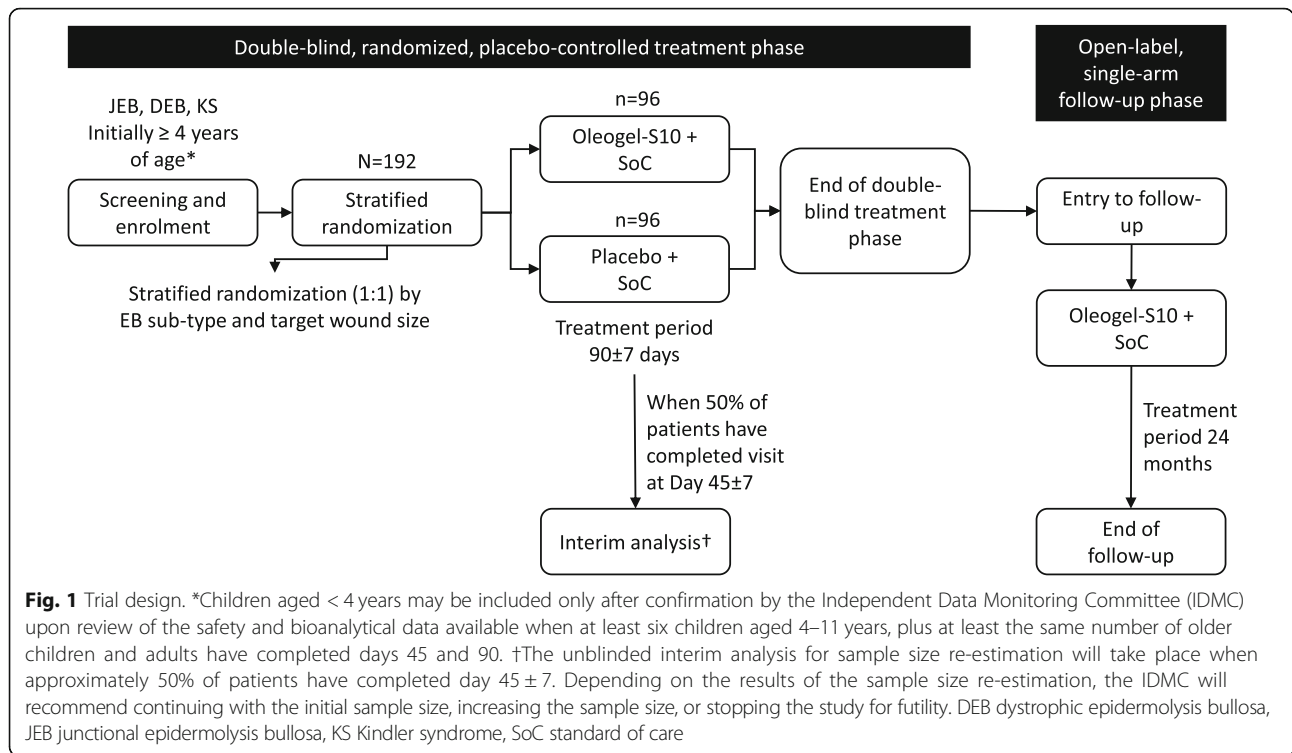 Double-blind, randomized, placebo-controlled treatment phase
Open-label,
single-arm
follow-up phase
JEB, DEB, KS
Initially ≥ 4 years
of age*
Screening and
enrolment
N=192
Stratified
randomization
Stratified randomization (1:1) by
EB sub-type and target wound size
n=96
Oleogel-S10 +
SoC
n=96
Placebo +
SoC
Treatment period
90±7 days
When 50% of
patients have
completed visit
at Day 45±7
Interim analysis†
End of double-
blind treatment
phase
Entry to follow-
up
Oleogel-S10 +
SoC
Treatment
period 24
months
End of
follow-up
Fig. 1 Trial design. *Children aged < 4 years may be included only after confirmation by the Independent Data Monitoring Committee (IDMC)
upon review of the safety and bioanalytical data available when at least six children aged 4–11 years, plus at least the same number of older
children and adults have completed days 45 and 90. †The unblinded interim analysis for sample size re-estimation will take place when
approximately 50% of patients have completed day 45 ± 7. Depending on the results of the sample size re-estimation, the IDMC will
recommend continuing with the initial sample size, increasing the sample size, or stopping the study for futility. DEB dystrophic epidermolysis bullosa,
JEB junctional epidermolysis bullosa, KS Kindler syndrome, SoC standard of care